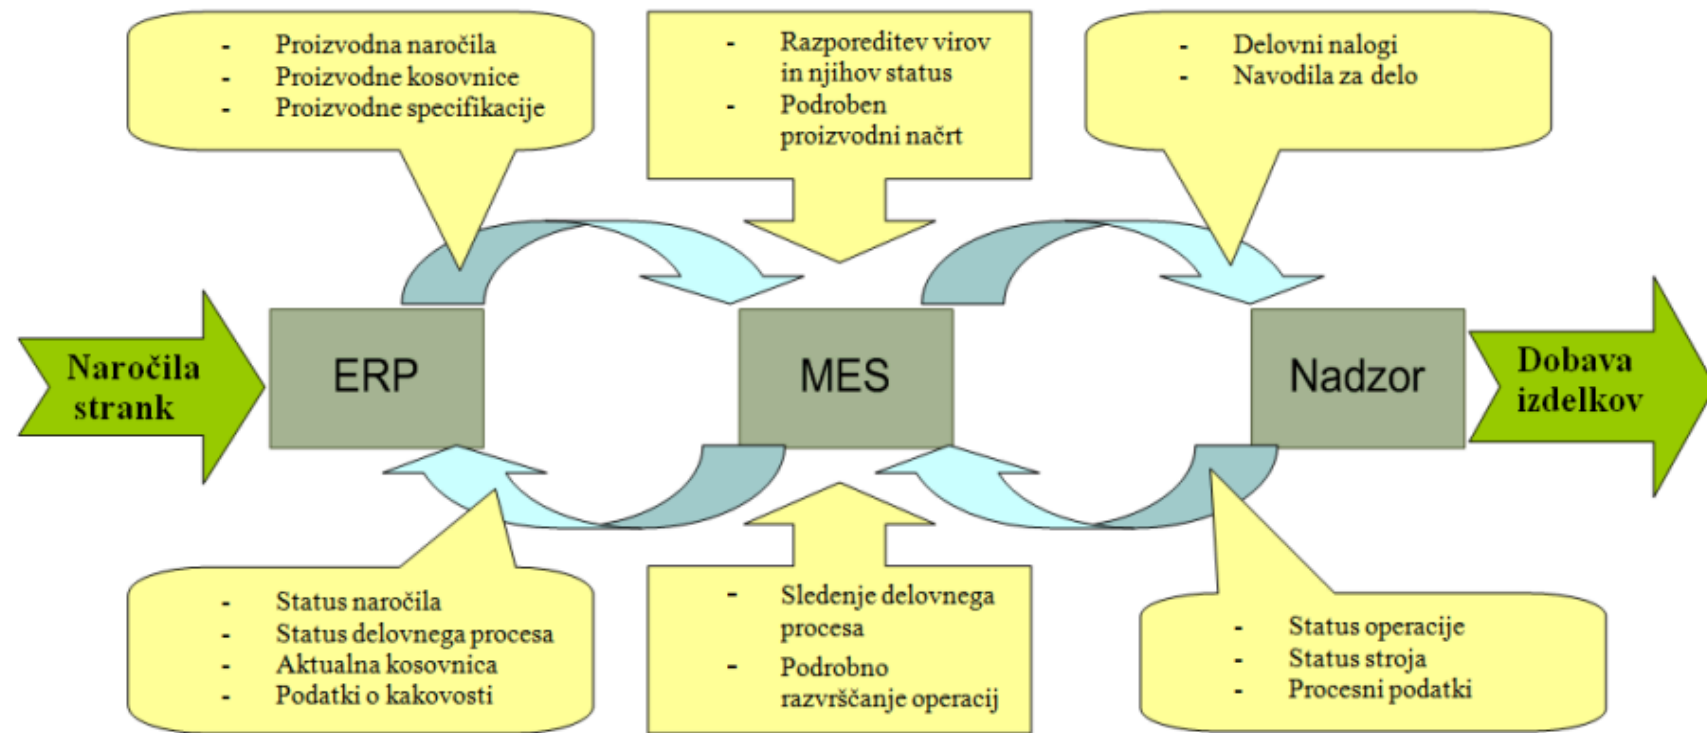 - Proizvodna naročila
- Proizvodne kosovnice
- Proizvodne specifikacije
- Razporeditev virov
in njihov status
- Podroben
proizvodni načrt
- Delovni nalogi
- Navodila za delo
Naročila
strank
ERP
MES
Nadzor
Dobava
izdelkov
- Status naročila
- Status delovnega procesa
- Aktualna kosovnica
- Podatki o kakovosti
- Sledenje delovnega
procesa
- Podrobno
razvrščanje operacij
- Status operacije
- Status stroja
- Procesni podatki